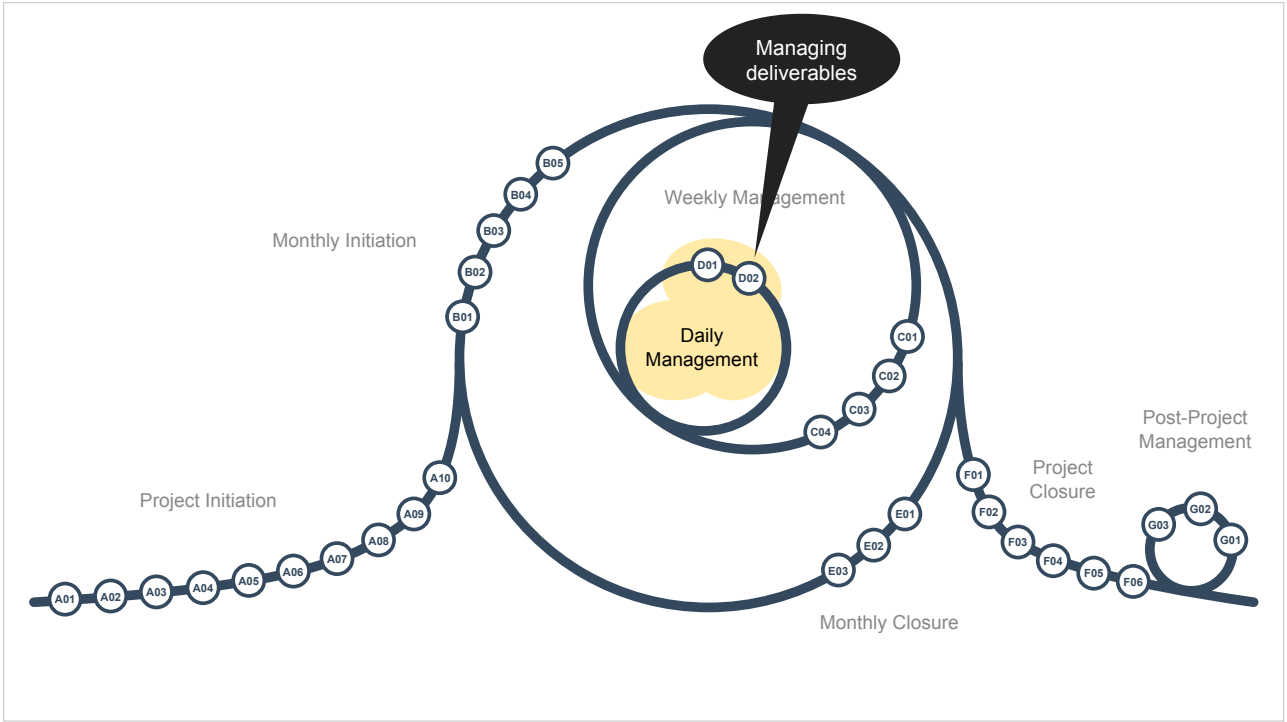 Managing
deliverables
B05
B04
B03
B02
B01
Monthly Initiation
Weekly Management
D01
D02
Daily
Management
C01
C02
C03
C04
Project Initiation
A10
A09
A08
A07
A06
A05
A04
A03
A02
A01
E01
E02
E03
Monthly Closure
F01
F02
F03
F04
F05
F06
Project
Closure
Post-Project
Management
G03
G02
G01